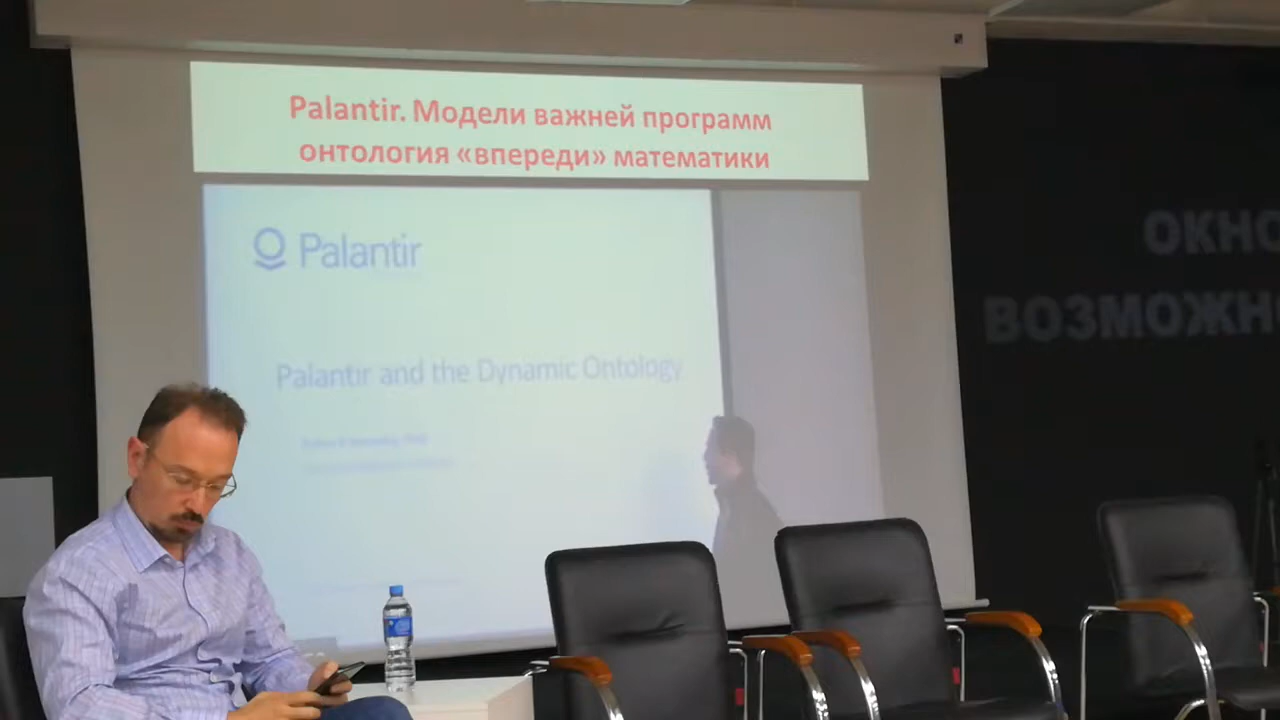 Palantir. Модели важней программ
онтология «впереди» математики
Palantir
Palantir and the Dynamic Ontology
ОКНО
ВОЗМОЖН